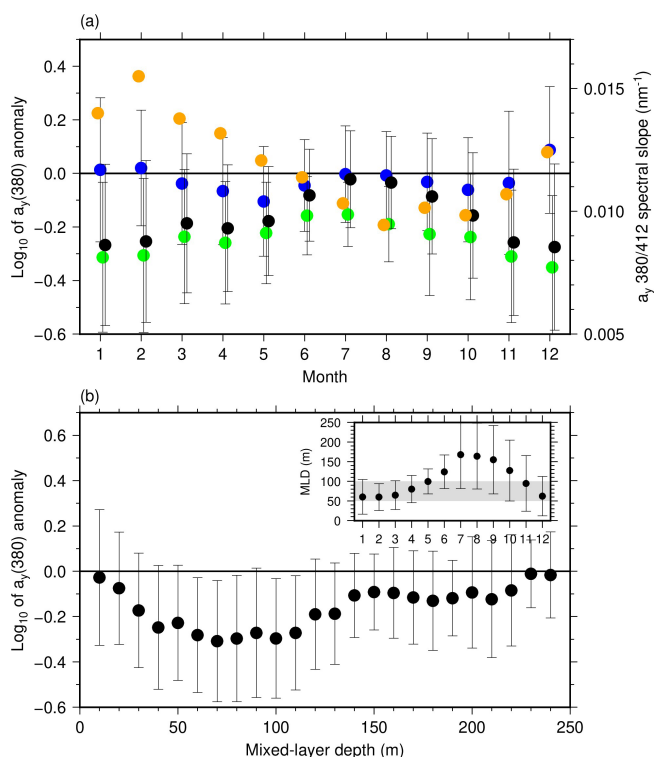 (a)
Log10 of ay(380) anomaly
0.4
0.2
0.0
−0.2
−0.4
−0.6
0.015
0.010
0.005
ay 380/412 spectral slope (nm-1)
1 2 3 4 5 6 7 8 9 10 11 12
Month
(b)
Log10 of ay(380) anomaly
0.6
0.4
0.2
0.0
−0.2
−0.4
−0.6
MLD (m)
250
200
150
100
50
0
1 2 3 4 5 6 7 8 9 10 11 12
0 50 100 150 200 250
Mixed-layer depth (m)